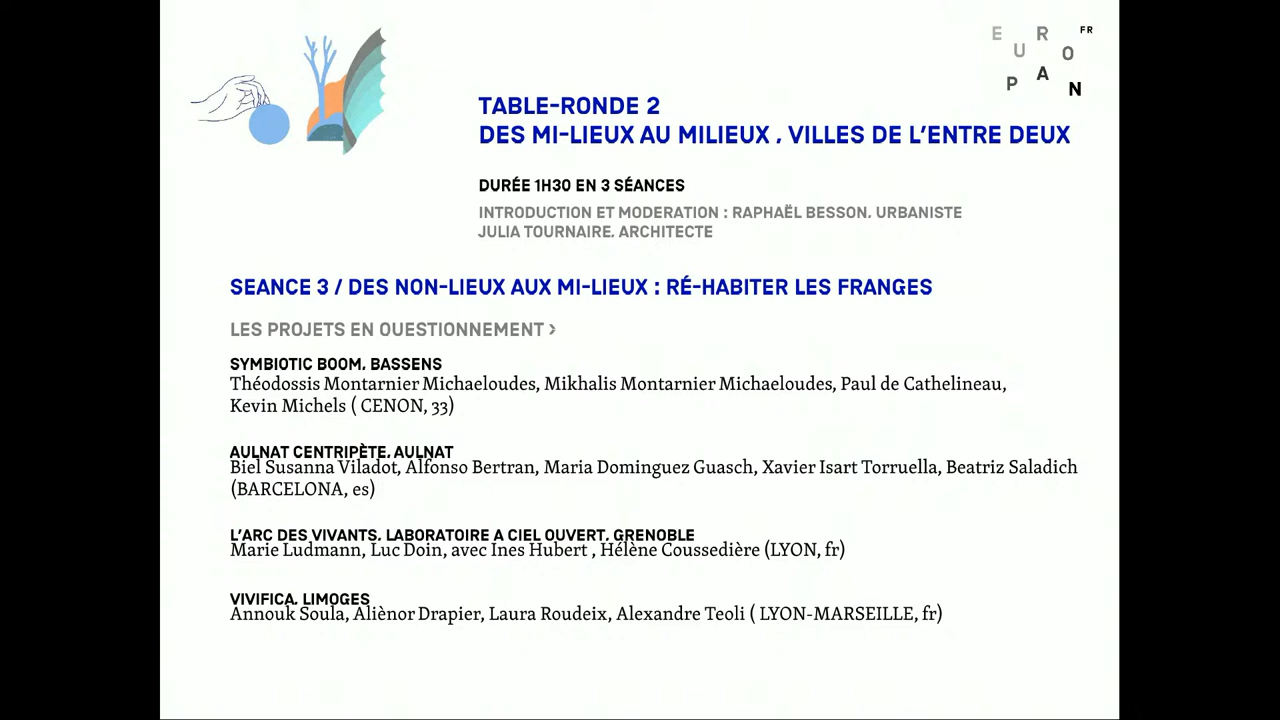 E U R O P A N FR
TABLE-RONDE 2
DES MI-LIEUX AU MILIEUX , VILLES DE L'ENTRE DEUX
DURÉE 1H30 EN 3 SÉANCES
INTRODUCTION ET MODERATION : RAPHAËL BESSON, URBANISTE
JULIA TOURNAIRE, ARCHITECTE
SEANCE 3 / DES NON-LIEUX AUX MI-LIEUX : RÉ-HABITER LES FRANGES
LES PROJETS EN QUESTIONNEMENT >
SYMBIOTIC BOOM, BASSENS
Théodossis Montarnier Michaeloudes, Mikhalis Montarnier Michaeloudes, Paul de Cathelineau,
Kevin Michels ( CENON, 33)
AULNAT CENTRIPÈTE, AULNAT
Biel Susanna Viladot, Alfonso Bertran, Maria Dominguez Guasch, Xavier Isart Torruella, Beatriz Saladich
(BARCELONA, es)
L'ARC DES VIVANTS, LABORATOIRE A CIEL OUVERT, GRENOBLE
Marie Ludmann, Luc Doin, avec Ines Hubert , Hélène Coussedière (LYON, fr)
VIVIFICA, LIMOGES
Annouk Soula, Aliènor Drapier, Laura Roudeix, Alexandre Teoli ( LYON-MARSEILLE, fr)